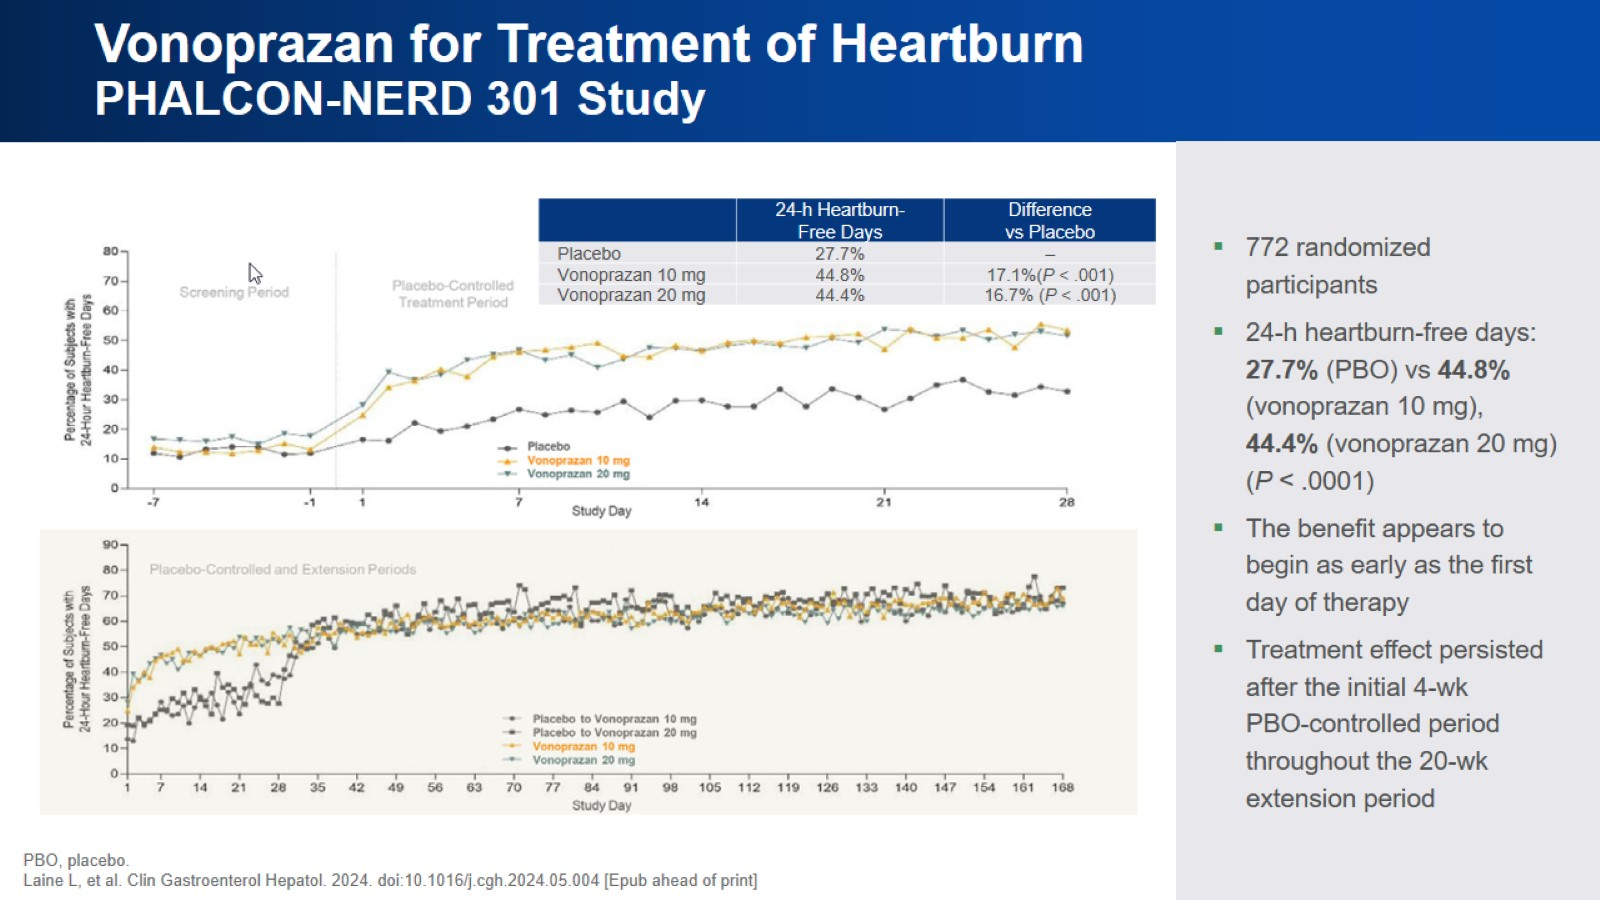 Vonoprazan for Treatment of Heartburn
PHALCON-NERD 301 Study
24-h Heartburn-
Free Days
Difference
vs Placebo
Placebo 27.7% –
Vonoprazan 10 mg 44.8% 17.1%(P < .001)
Vonoprazan 20 mg 44.4% 16.7% (P < .001)
Percentage of Subjects with
24-Hour Heartburn-Free Days
80
70
60
50
40
30
20
10
0
Screening Period
Placebo-Controlled
Treatment Period
Placebo
Vonoprazan 10 mg
Vonoprazan 20 mg
-7 -1 1 7 14 21 28
Study Day
Percentage of Subjects with
24-Hour Heartburn-Free Days
90
80
70
60
50
40
30
20
10
0
Placebo-Controlled and Extension Periods
Placebo to Vonoprazan 10 mg
Placebo to Vonoprazan 20 mg
Vonoprazan 10 mg
Vonoprazan 20 mg
1 7 14 21 28 35 42 49 56 63 70 77 84 91 98 105 112 119 126 133 140 147 154 161 168
Study Day
▪ 772 randomized
participants
▪ 24-h heartburn-free days:
27.7% (PBO) vs 44.8%
(vonoprazan 10 mg),
44.4% (vonoprazan 20 mg)
(P < .0001)
▪ The benefit appears to
begin as early as the first
day of therapy
▪ Treatment effect persisted
after the initial 4-wk
PBO-controlled period
throughout the 20-wk
extension period
PBO, placebo.
Laine L, et al. Clin Gastroenterol Hepatol. 2024. doi:10.1016/j.cgh.2024.05.004 [Epub ahead of print]